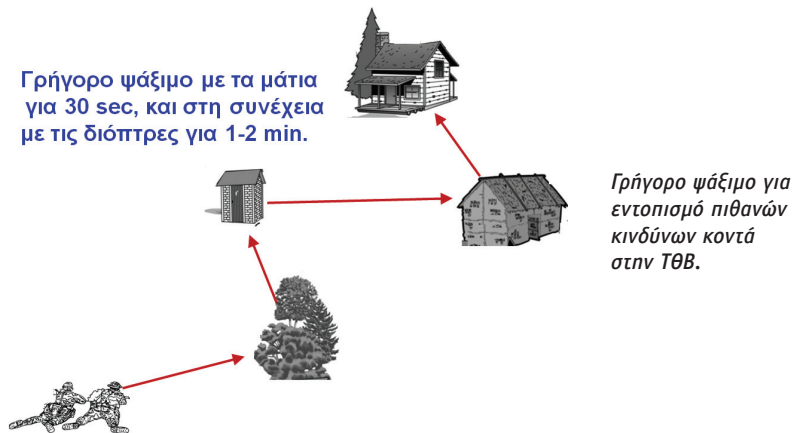 Γρήγορο ψάξιμο με τα μάτια
για 30 sec, και στη συνέχεια
με τις διόπτρες για 1-2 min.
Γρήγορο ψάξιμο για
εντοπισμό πιθανών
κινδύνων κοντά
στην ΤΘΒ.